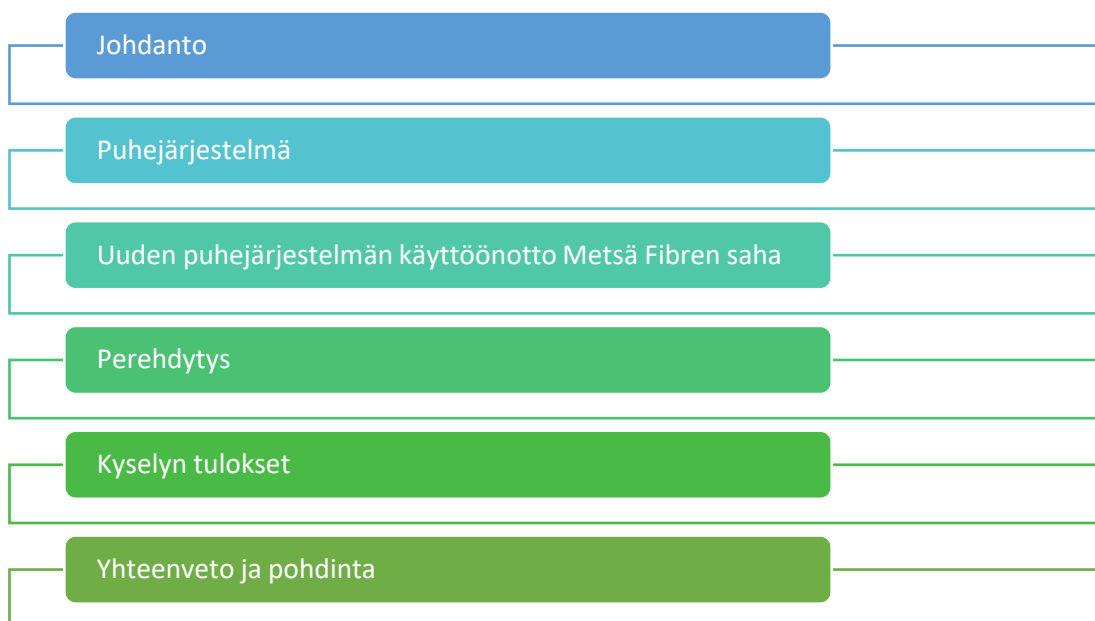 Johdanto
Puhejärjestelmä
Uuden puhejärjestelmän käyttöönotto Metsä Fibren saha
Perehdytys
Kyselyn tulokset
Yhteenveto ja pohdinta